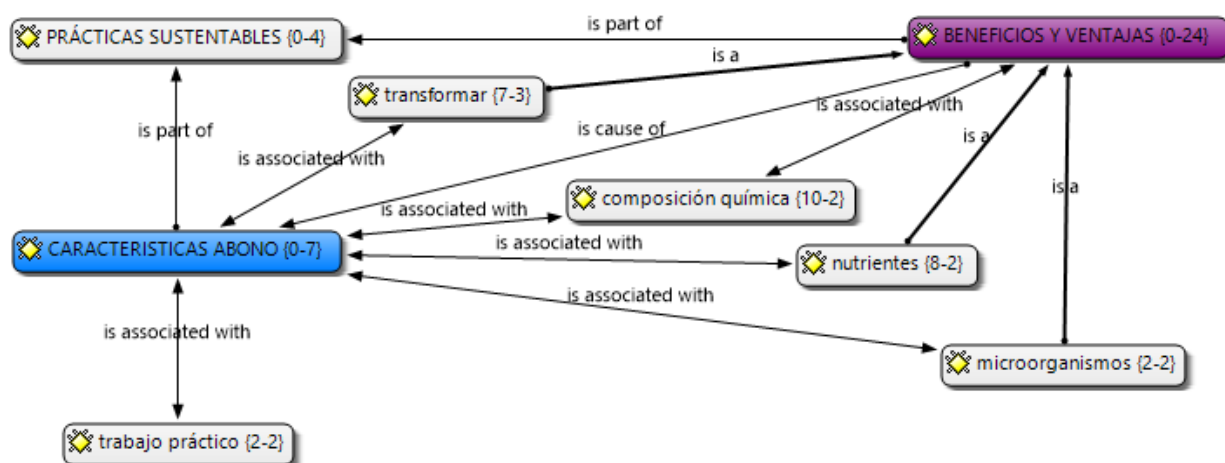 is part of
PRÁCTICAS SUSTENTABLES {0-4}
BENEFICIOS Y VENTAJAS {0-24}
is a
transformar {7-3}
is associated with
is part of
is cause of
is a
is associated with
is a
composición química {10-2}
is associated with
is associated with
CARACTERISTICAS ABONO {0-7}
nutrientes {8-2}
is associated with
is associated with
microorganismos {2-2}
trabajo práctico {2-2}